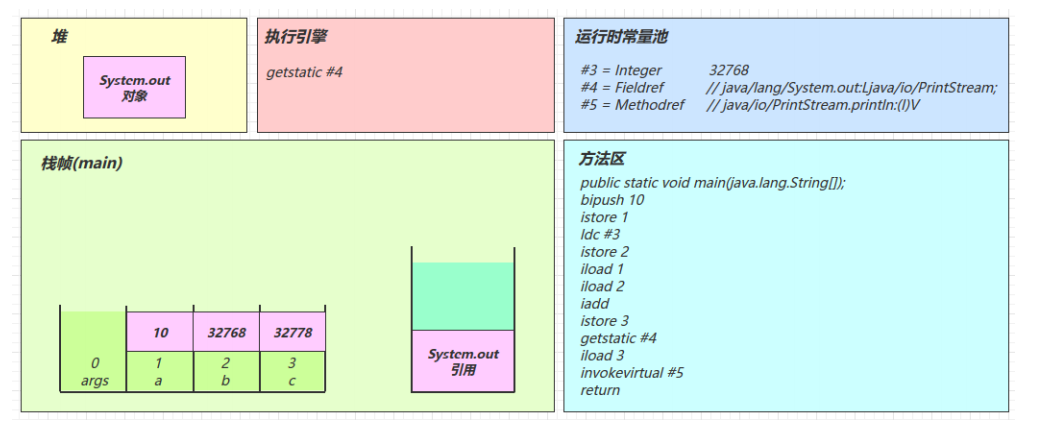 堆
System.out
对象
执行引擎
getstatic #4
运行时常量池
#3 = Integer 32768
#4 = Fieldref // java/lang/System.out:Ljava/io/PrintStream;
#5 = Methodref // java/io/PrintStream.println:(I)V
栈帧(main)
10 32768 32778
0 1 2 3
args a b c
System.out
引用
方法区
public static void main(java.lang.String[]);
bipush 10
istore 1
ldc #3
istore 2
iload 1
iload 2
iadd
istore 3
getstatic #4
iload 3
invokevirtual #5
return